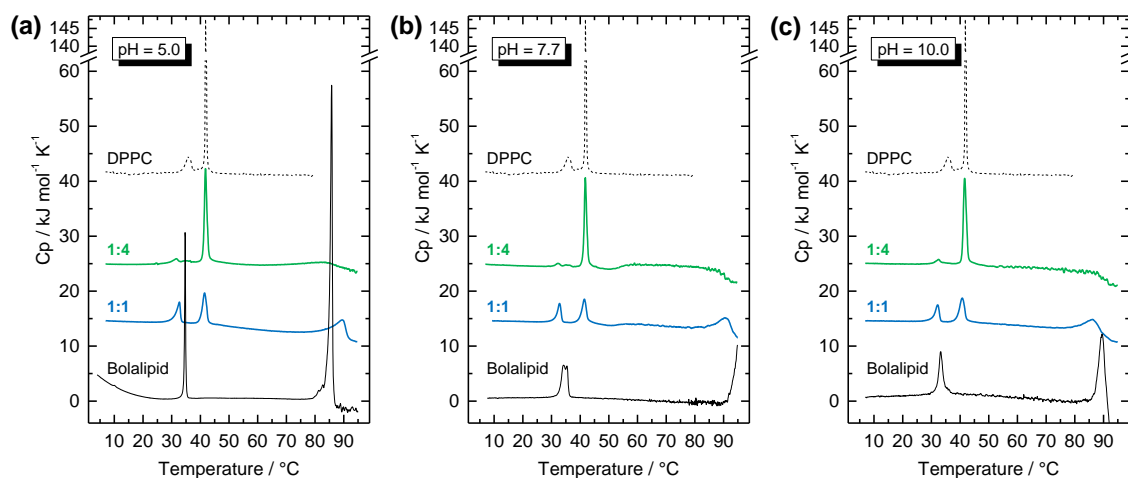 (a)
pH = 5.0
145
140
60
50
40
30
20
10
0
Cp / kJ mol⁻¹ K⁻¹
DPPC
1:4
1:1
Bolalipid
10 20 30 40 50 60 70 80 90
Temperature / °C
(b)
pH = 7.7
145
140
60
50
40
30
20
10
0
Cp / kJ mol⁻¹ K⁻¹
DPPC
1:4
1:1
Bolalipid
10 20 30 40 50 60 70 80 90
Temperature / °C
(c)
pH = 10.0
145
140
60
50
40
30
20
10
0
Cp / kJ mol⁻¹ K⁻¹
DPPC
1:4
1:1
Bolalipid
10 20 30 40 50 60 70 80 90
Temperature / °C